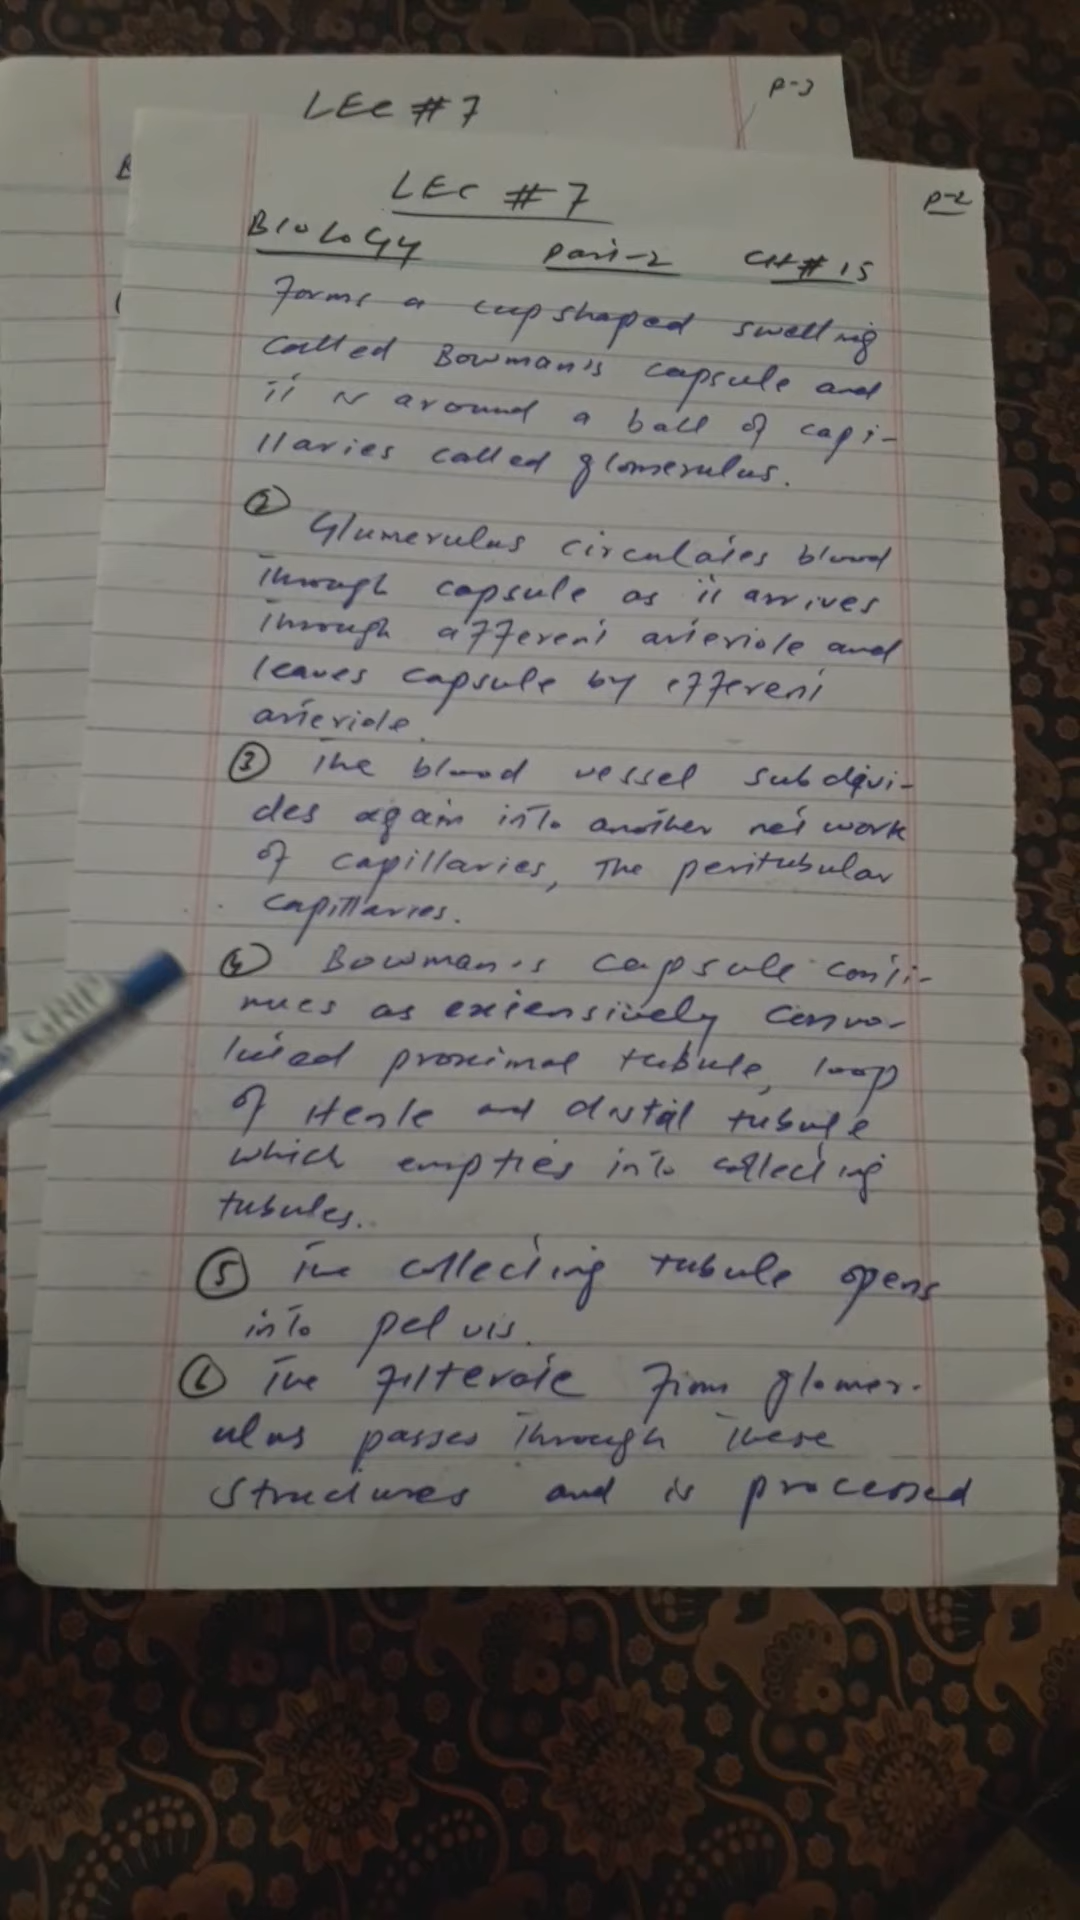 LEC # 7
P-3
LEC # 7
P-2
BIOLOGY Part-2 CH # 15
Forms a cup shaped swelling
called Bowman's capsule and
it is around a ball of capi-
llaries called glomerulus.
② Glumerulus circulates blood
through capsule as it arrives
through afferent arteriole and
leaves capsule by efferent
arteriole.
③ The blood vessel subdivi-
des again into another net work
of capillaries, The peritubular
capillaries.
④ Bowman's capsule conti-
nues as extensively convo-
luted proximal tubule, loop
of Henle and distal tubule
which empties into collecting
tubules.
⑤ The collecting tubule opens
into pelvis.
⑥ The filterate from glomer-
ulus passes through these
structures and is processed
GRIP